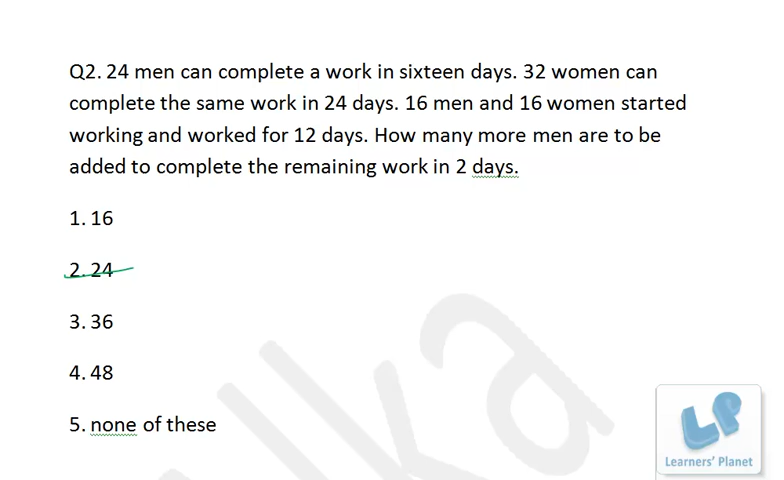 Q2. 24 men can complete a work in sixteen days. 32 women can
complete the same work in 24 days. 16 men and 16 women started
working and worked for 12 days. How many more men are to be
added to complete the remaining work in 2 days.
1. 16
2. 24
3. 36
4. 48
5. none of these
LP
Learners' Planet